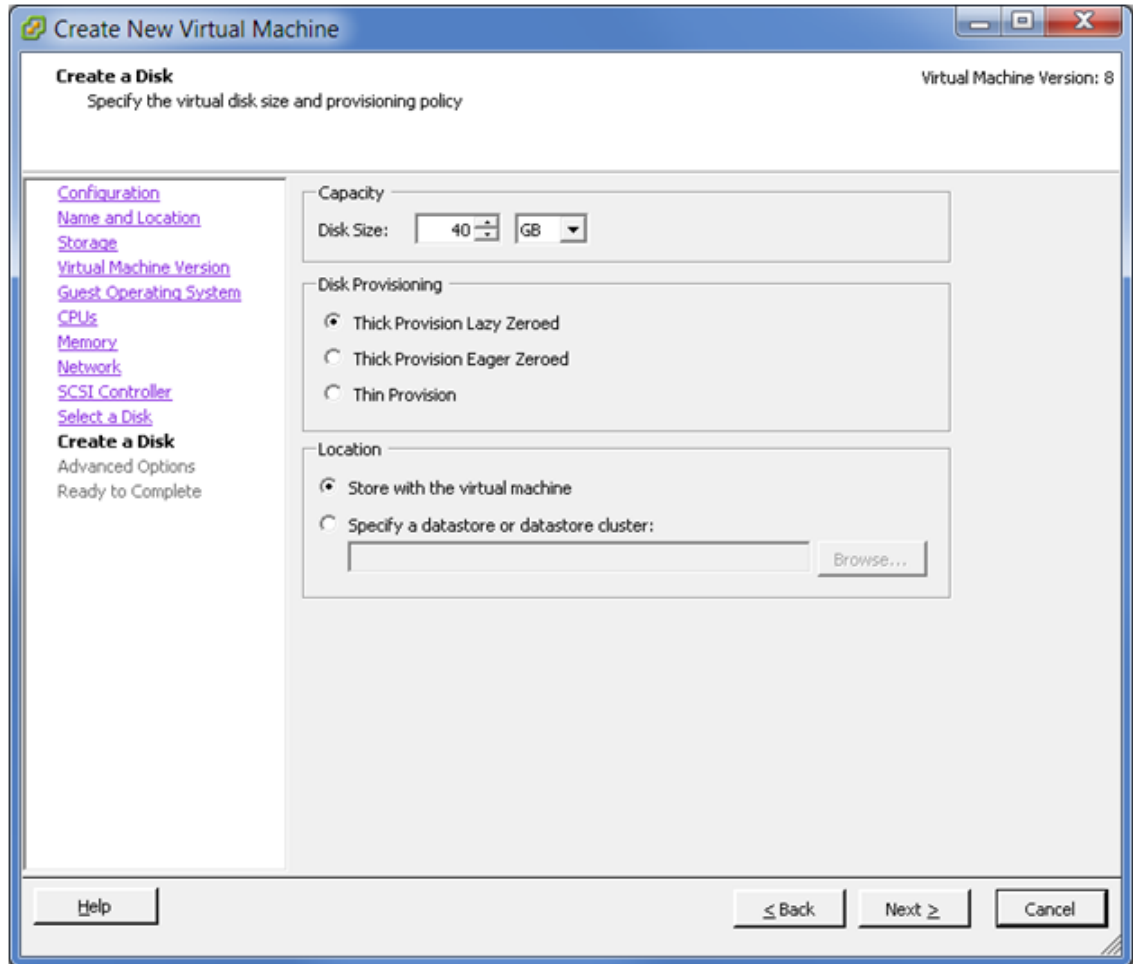 Create New Virtual Machine
Create a Disk
Virtual Machine Version: 8
Specify the virtual disk size and provisioning policy
Configuration
Name and Location
Storage
Virtual Machine Version
Guest Operating System
CPUs
Memory
Network
SCSI Controller
Select a Disk
Create a Disk
Advanced Options
Ready to Complete
Capacity
Disk Size: 40 GB
Disk Provisioning
Thick Provision Lazy Zeroed
Thick Provision Eager Zeroed
Thin Provision
Location
Store with the virtual machine
Specify a datastore or datastore cluster:
Browse...
Help
< Back
Next >
Cancel